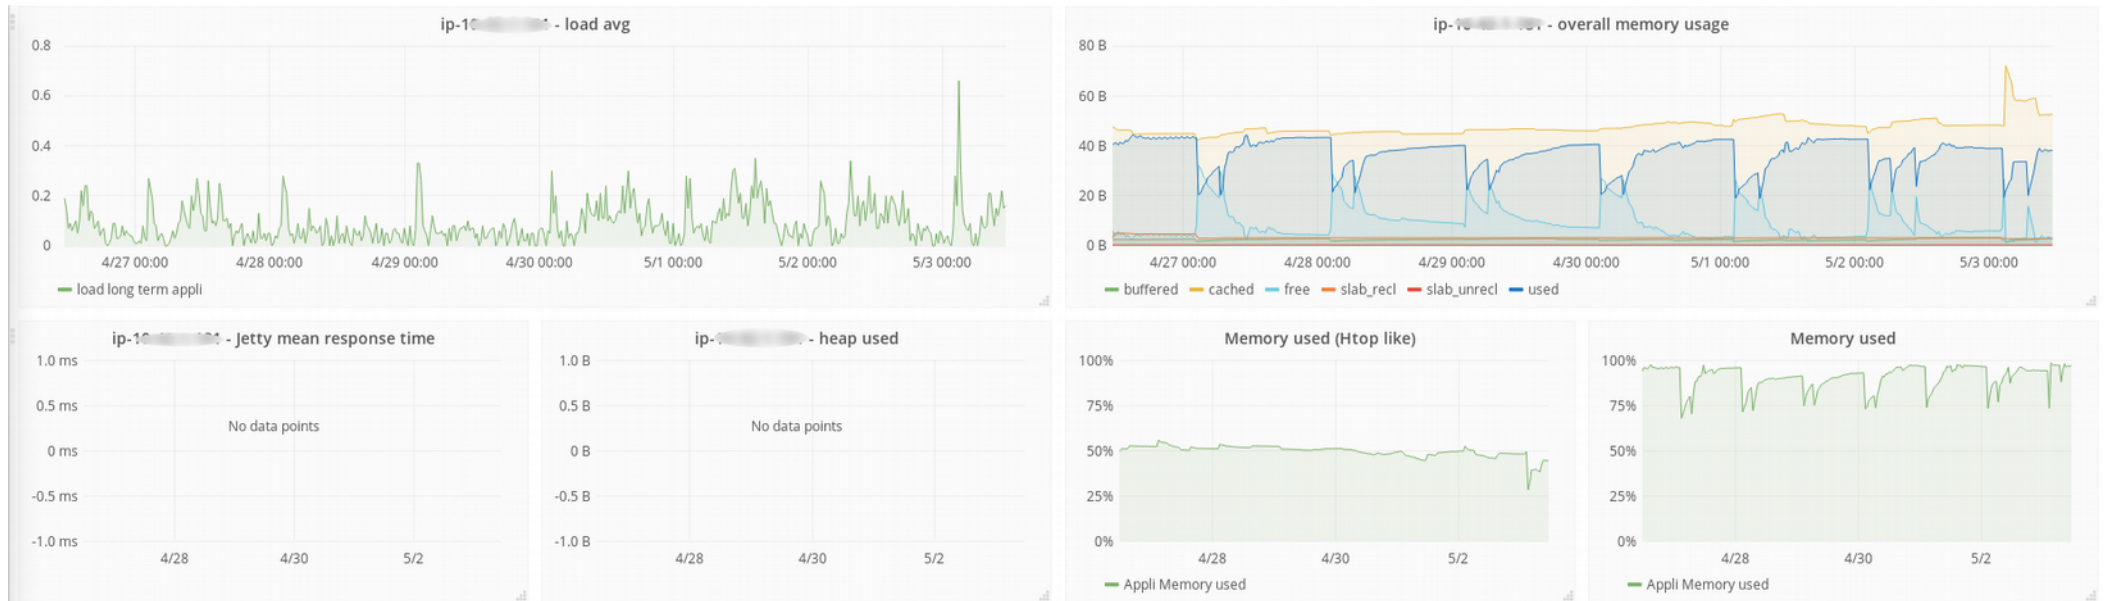 ip-1 - load avg
0.8
0.6
0.4
0.2
0
4/27 00:00 4/28 00:00 4/29 00:00 4/30 00:00 5/1 00:00 5/2 00:00 5/3 00:00
load long term appli
ip- - overall memory usage
80 B
60 B
40 B
20 B
0 B
4/27 00:00 4/28 00:00 4/29 00:00 4/30 00:00 5/1 00:00 5/2 00:00 5/3 00:00
buffered cached free slab_recl slab_unrecl used
ip- - Jetty mean response time
1.0 ms
0.5 ms
No data points
0 ms
-0.5 ms
-1.0 ms
4/28 4/30 5/2
ip- - heap used
1.0 B
0.5 B
No data points
0 B
-0.5 B
-1.0 B
4/28 4/30 5/2
Memory used (Htop like)
100%
75%
50%
25%
0%
4/28 4/30 5/2
Appli Memory used
Memory used
100%
75%
50%
25%
0%
4/28 4/30 5/2
Appli Memory used